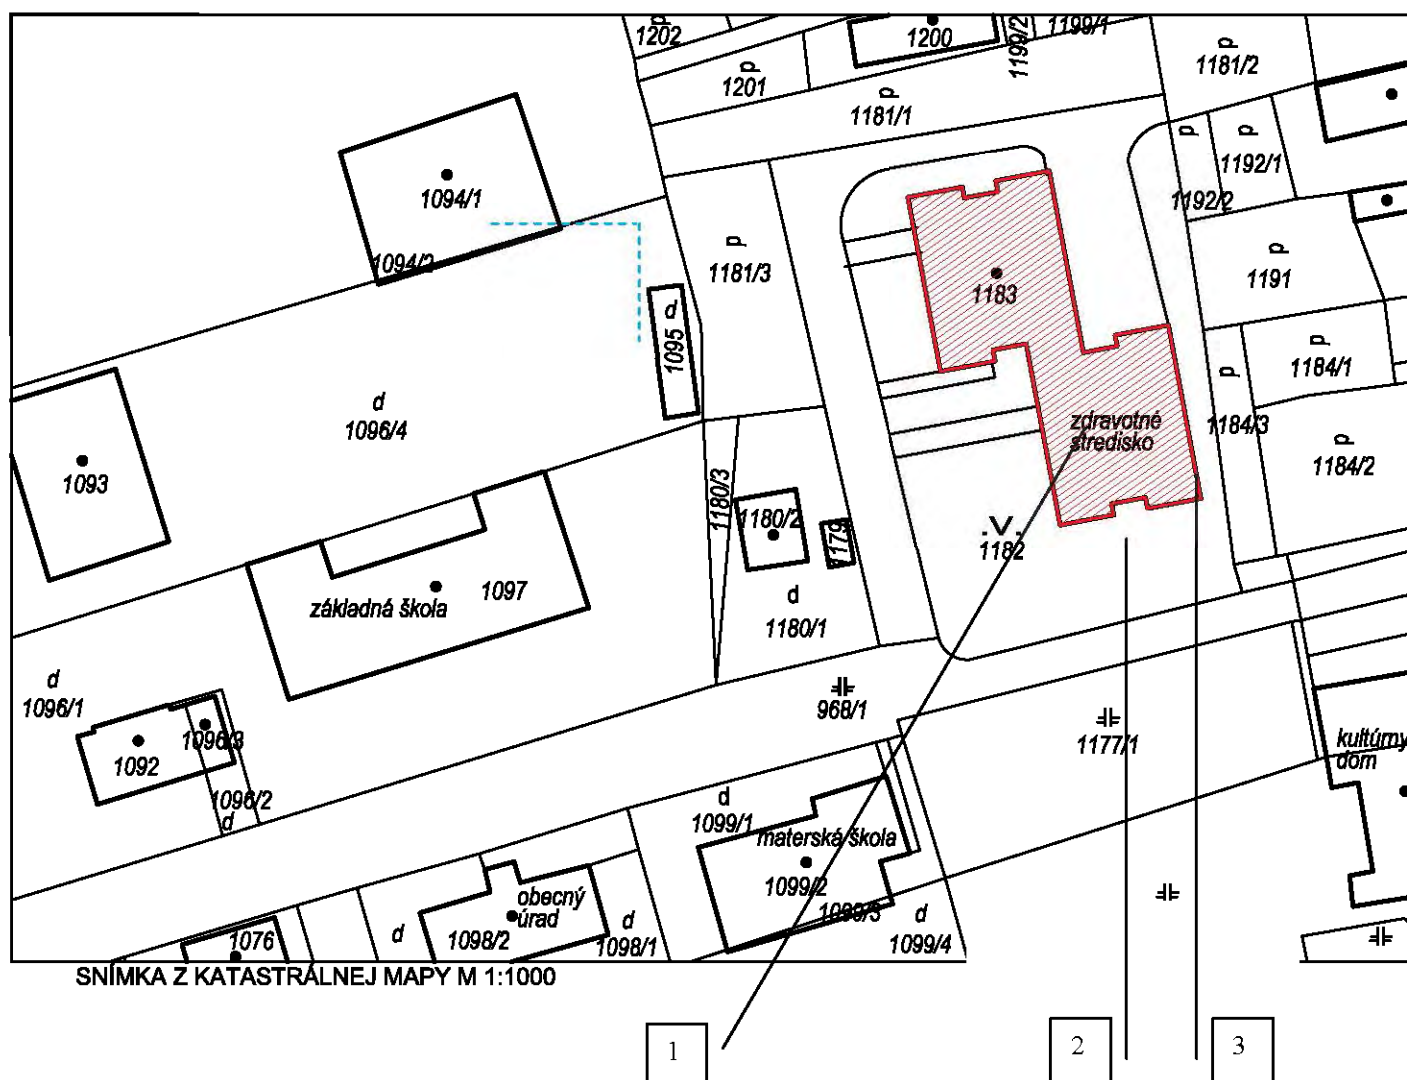 p
1202
1200
1199/2
1199/1
p
1181/2
p
1201
p
1181/1
1094/1
1094/2
p
1181/3
p
1192/2
p
1192/1
p
1191
1183
d
1095
p
1184/1
p
1184/3
p
1184/2
d
1096/4
1093
zdravotné
stredisko
1180/3
1180/2
1179
.V.
1182
základná škola
1097
d
1180/1
d
1096/1
968/1
1177/1
kultúrny
dom
1092
1096/3
1096/2
d
d
1099/1
materská škola
1099/2
1099/3
d
1099/4
obecný
úrad
1098/2
d
1098/1
d
1076
SNÍMKA Z KATASTRÁLNEJ MAPY M 1:1000
1
2
3